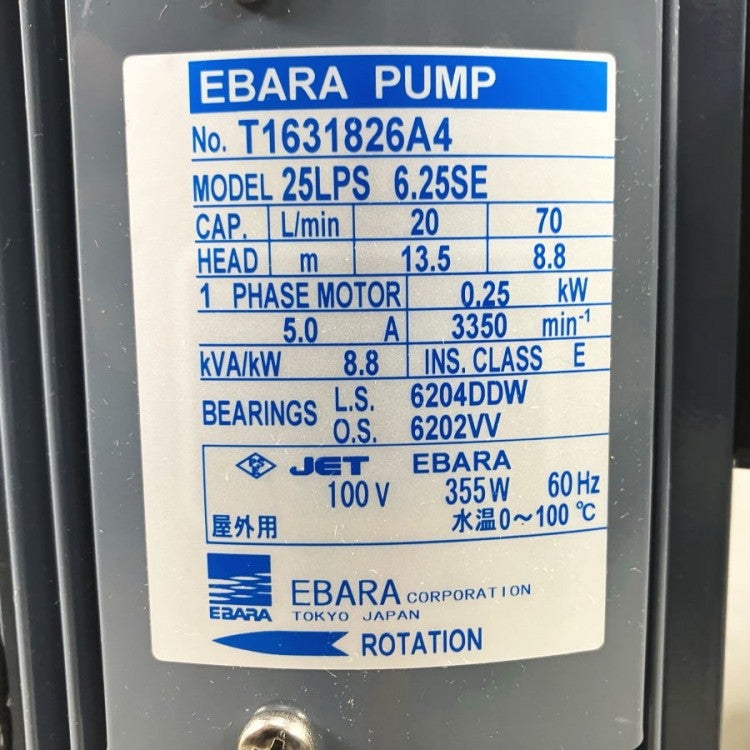 EBARA PUMP
No. T1631826A4
MODEL 25LPS 6.25SE
CAP. L/min 20 70
HEAD m 13.5 8.8
1 PHASE MOTOR 0.25 kW
5.0 A 3350 min⁻¹
kVA/kW 8.8 INS. CLASS E
BEARINGS L.S. 6204DDW
O.S. 6202VV
JET EBARA
100 V 355 W 60 Hz
屋外用 水温 0～100 ℃
EBARA
EBARA CORPORATION
TOKYO JAPAN
ROTATION